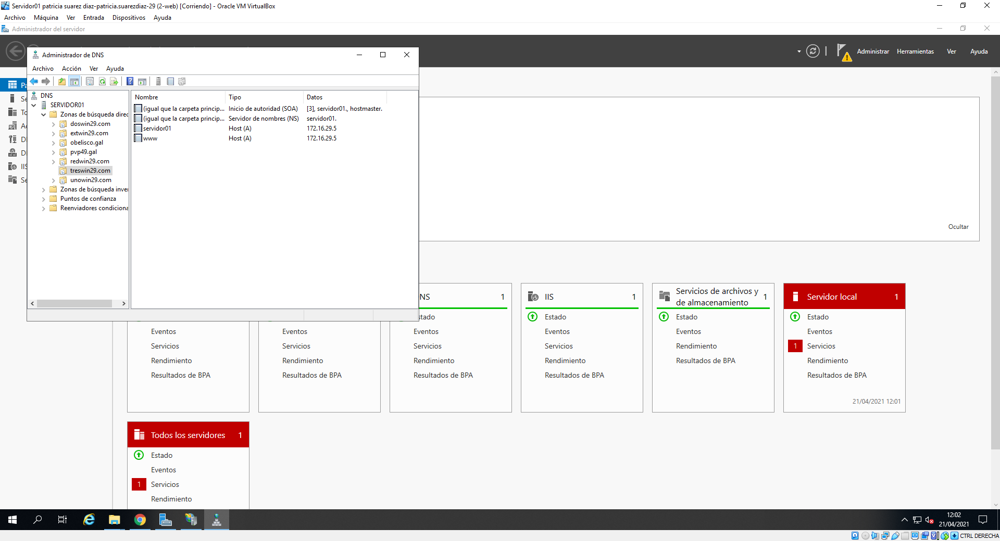 Servidor01 patricia suarez diaz-patricia.suarezdiaz-29 (2-web) [Corriendo] - Oracle VM VirtualBox
Archivo Máquina Ver Entrada Dispositivos Ayuda
Administrador del servidor
Administrar Herramientas Ver Ayuda
Administrador de DNS
Archivo Acción Ver Ayuda
DNS
SERVIDOR01
Zonas de búsqueda direc
doswin29.com
extwin29.com
obelisco.gal
pvp49.gal
redwin29.com
treswin29.com
unowin29.com
Zonas de búsqueda inver
Puntos de confianza
Reenviadores condiciona
Nombre Tipo Datos
(igual que la carpeta princip... Inicio de autoridad (SOA) [3], servidor01., hostmaster.
(igual que la carpeta princip... Servidor de nombres (NS) servidor01.
servidor01 Host (A) 172.16.29.5
www Host (A) 172.16.29.5
Pa
Se
To
A
D
D
IIS
Se
Ocultar
Eventos
Servicios
Rendimiento
Resultados de BPA
Eventos
Servicios
Rendimiento
Resultados de BPA
NS 1
stado
Eventos
Servicios
Rendimiento
Resultados de BPA
IIS 1
Estado
Eventos
Servicios
Rendimiento
Resultados de BPA
Servicios de archivos y
de almacenamiento 1
Estado
Eventos
Rendimiento
Resultados de BPA
Servidor local 1
Estado
Eventos
1 Servicios
Rendimiento
Resultados de BPA
21/04/2021 12:01
Todos los servidores 1
Estado
Eventos
1 Servicios
Rendimiento
12:02
21/04/2021
CTRL DERECHA